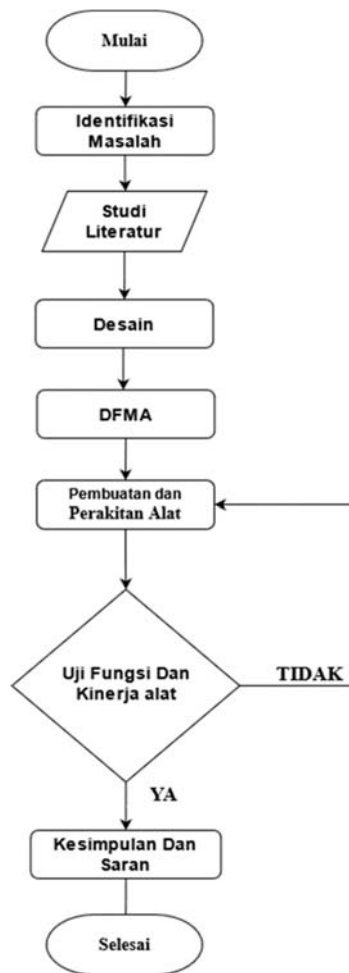 Mulai
Identifikasi
Masalah
Studi
Literatur
Desain
DFMA
Pembuatan dan
Perakitan Alat
Uji Fungsi Dan
Kinerja alat
TIDAK
YA
Kesimpulan Dan
Saran
Selesai